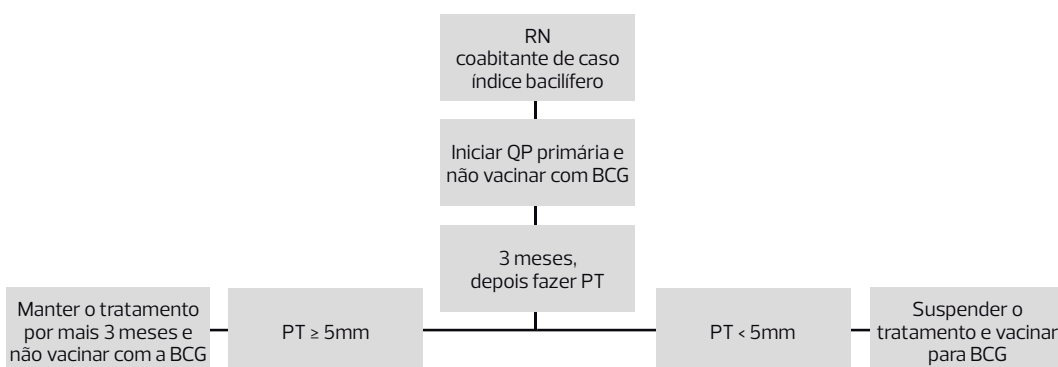 RN
coabitante de caso
índice bacilífero
Iniciar QP primária e
não vacinar com BCG
3 meses,
depois fazer PT
Manter o tratamento
por mais 3 meses e
não vacinar com a BCG
PT ≥ 5mm
PT < 5mm
Suspender o
tratamento e vacinar
para BCG